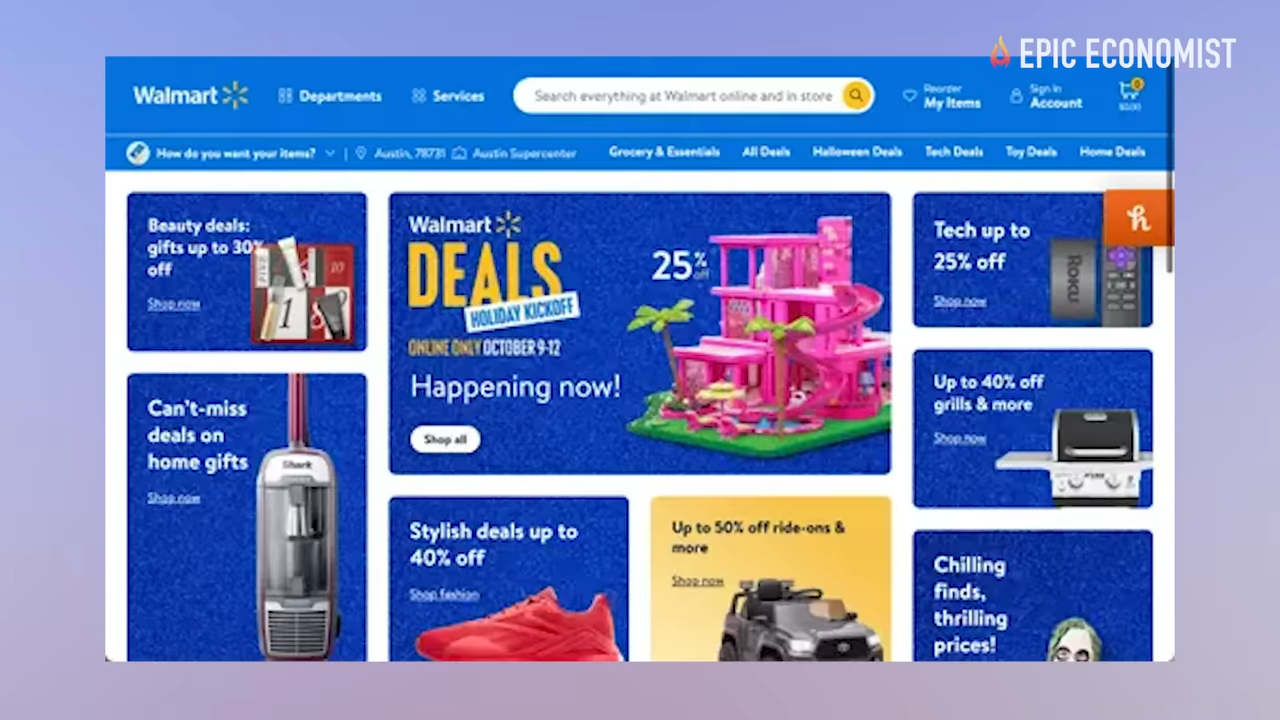 EPIC ECONOMIST
Walmart
Departments
Services
Search everything at Walmart online and in store
Reorder
My Items
Sign In
Account
0
$0.00
How do you want your items?
Austin, 78731
Austin Supercenter
Grocery & Essentials
All Deals
Halloween Deals
Tech Deals
Toy Deals
Home Deals
Beauty deals:
gifts up to 30%
off
Shop now
Walmart
DEALS
HOLIDAY KICKOFF
ONLINE ONLY OCTOBER 9-12
Happening now!
Shop all
25% off
Tech up to
25% off
Shop now
ROKU
h
Can't-miss
deals on
home gifts
Shop now
Shark
Up to 40% off
grills & more
Shop now
Stylish deals up to
40% off
Shop fashion
Up to 50% off ride-ons &
more
Shop now
Chilling
finds,
thrilling
prices!